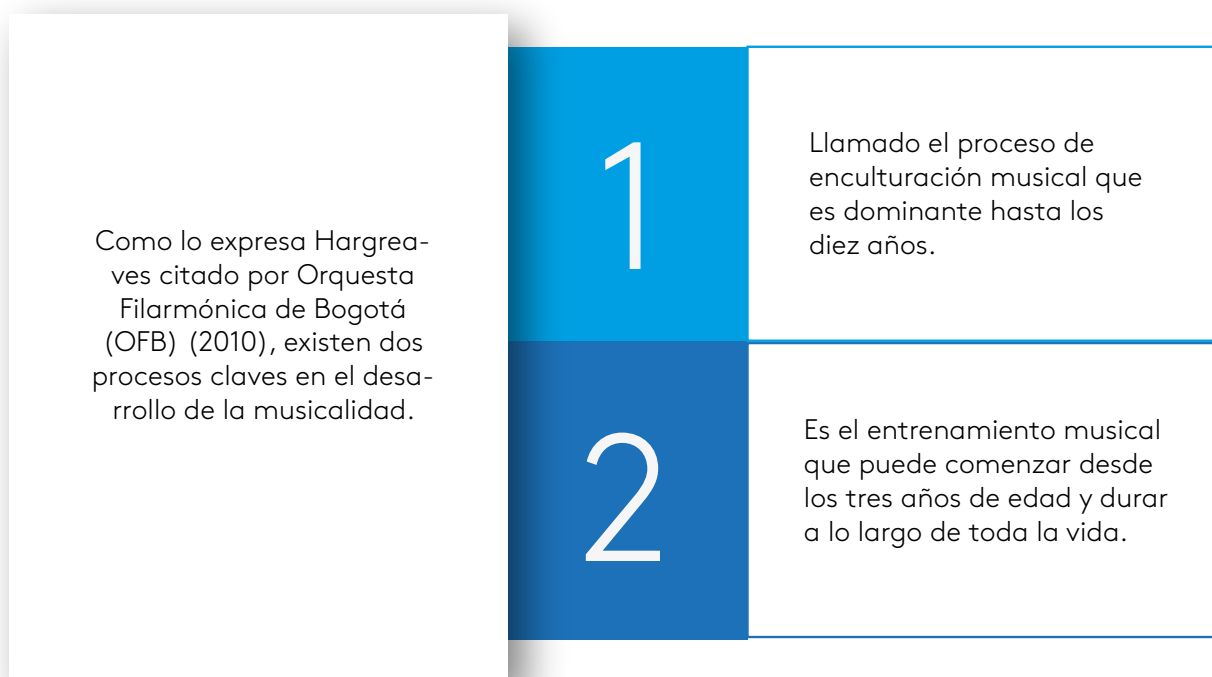 Como lo expresa Hargrea-
ves citado por Orquesta
Filarmónica de Bogotá
(OFB) (2010), existen dos
procesos claves en el desa-
rrollo de la musicalidad.
1
Llamado el proceso de
enculturación musical que
es dominante hasta los
diez años.
2
Es el entrenamiento musical
que puede comenzar desde
los tres años de edad y durar
a lo largo de toda la vida.